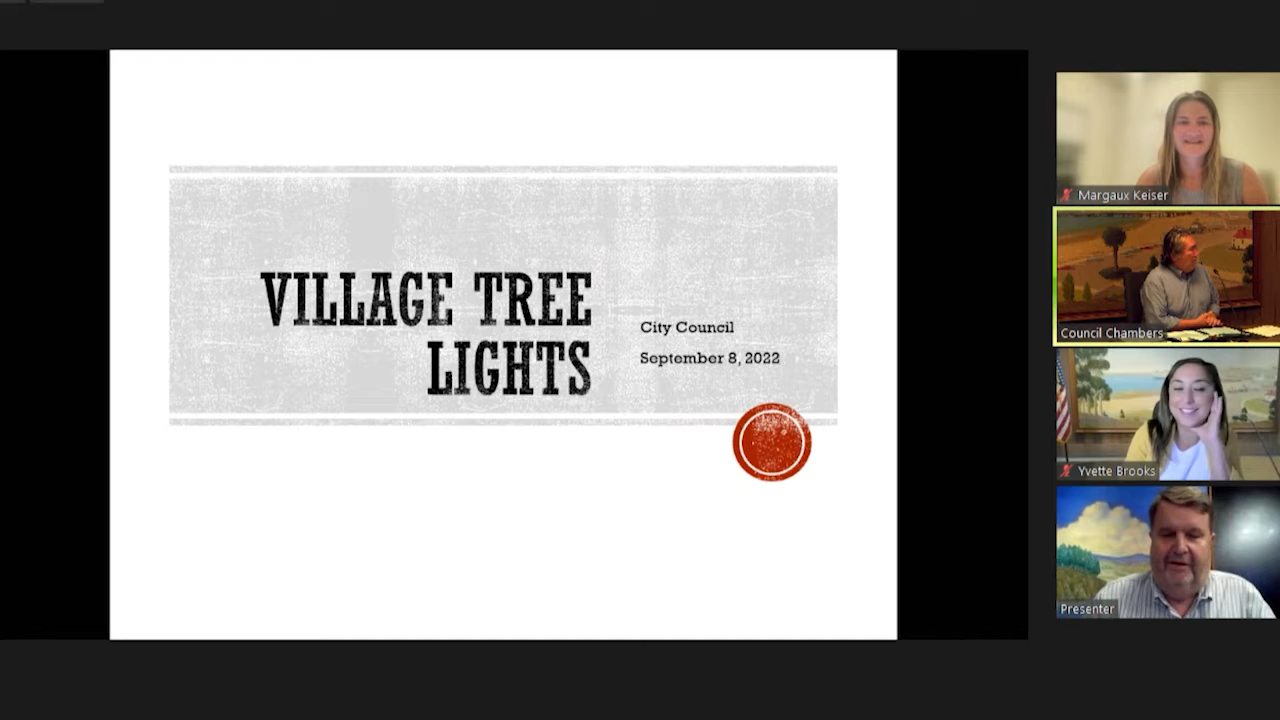 VILLAGE TREE
LIGHTS
City Council
September 8, 2022
Margaux Keiser
Council Chambers
Yvette Brooks
Presenter